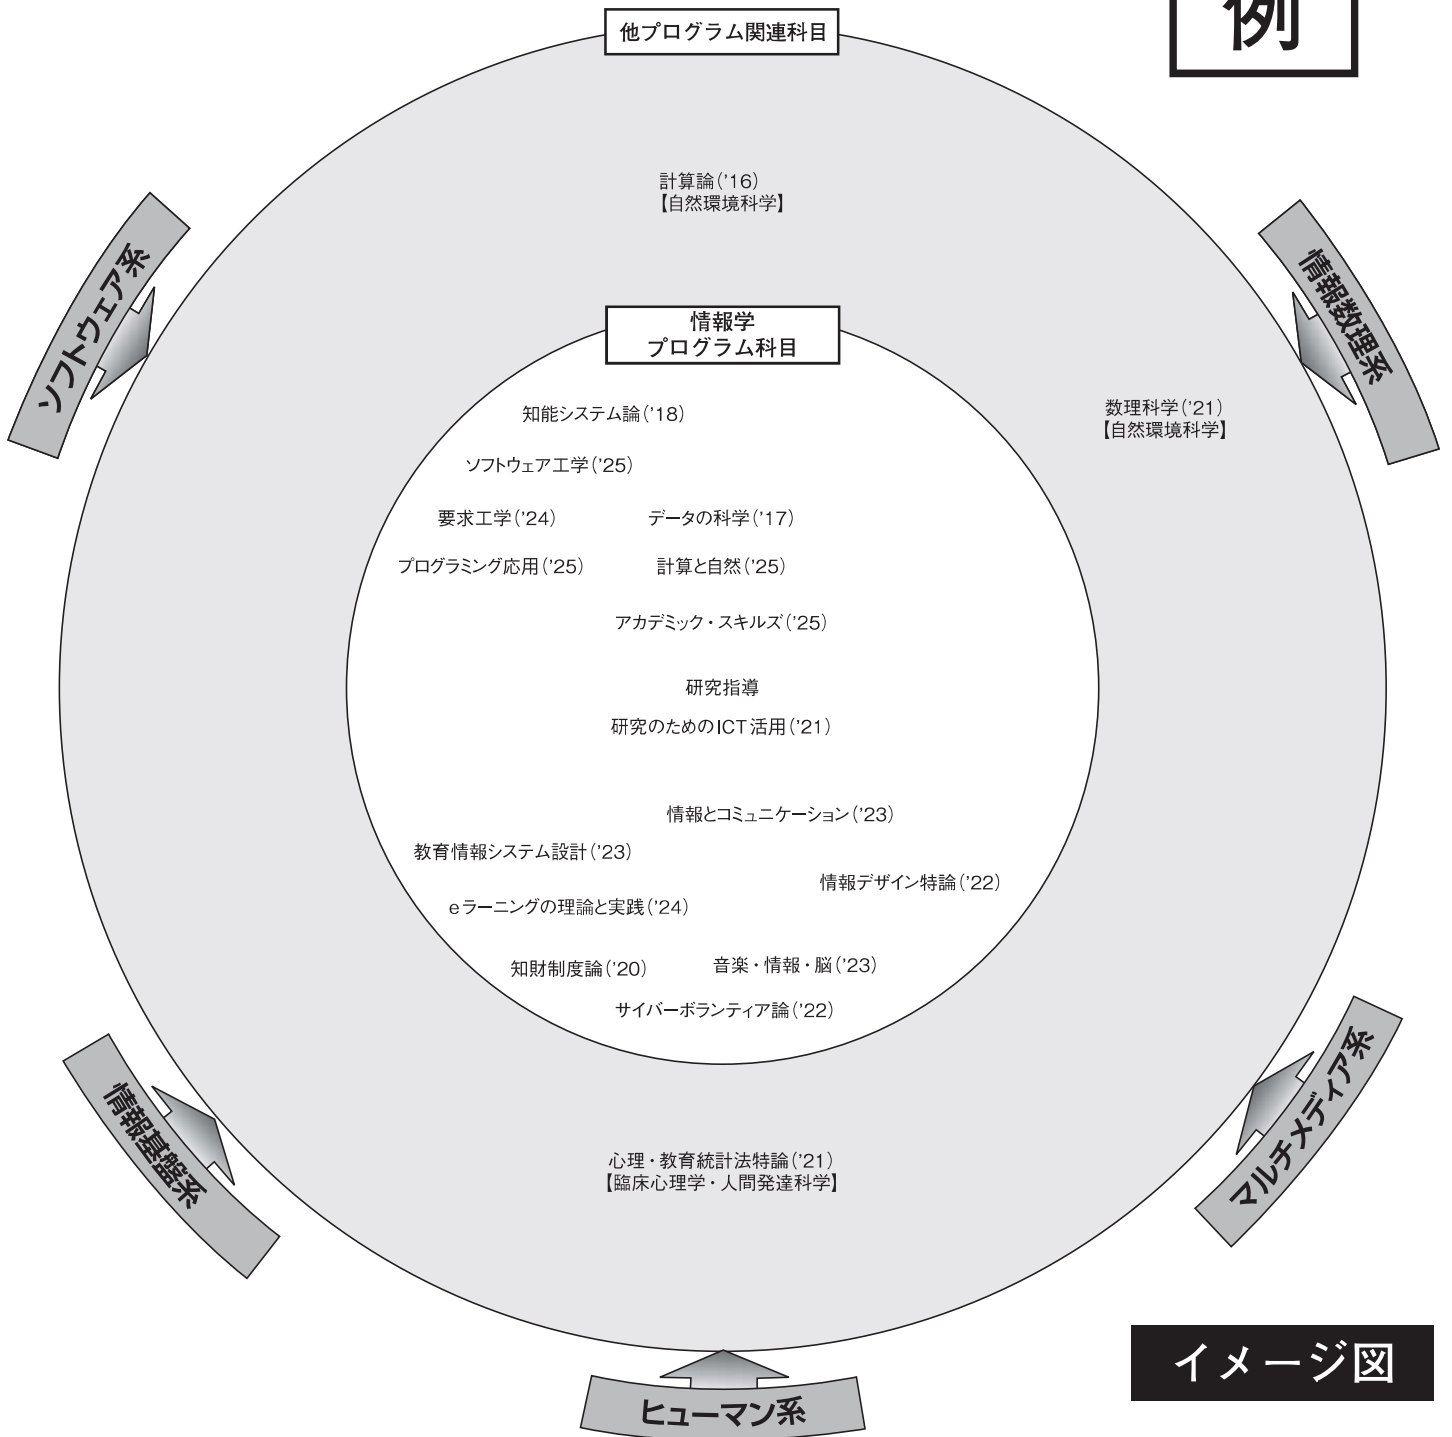 例
他プログラム関連科目
計算論('16)
【自然環境科学】
ソフトウェア系
情報数理系
情報学
プログラム科目
数理科学('21)
【自然環境科学】
知能システム論('18)
ソフトウェア工学('25)
要求工学('24)
データの科学('17)
プログラミング応用('25)
計算と自然('25)
アカデミック・スキルズ('25)
研究指導
研究のためのICT活用('21)
情報とコミュニケーション('23)
教育情報システム設計('23)
情報デザイン特論('22)
eラーニングの理論と実践('24)
知財制度論('20)
音楽・情報・脳('23)
サイバーボランティア論('22)
情報基盤系
マルチメディア系
心理・教育統計法特論('21)
【臨床心理学・人間発達科学】
イメージ図
ヒューマン系